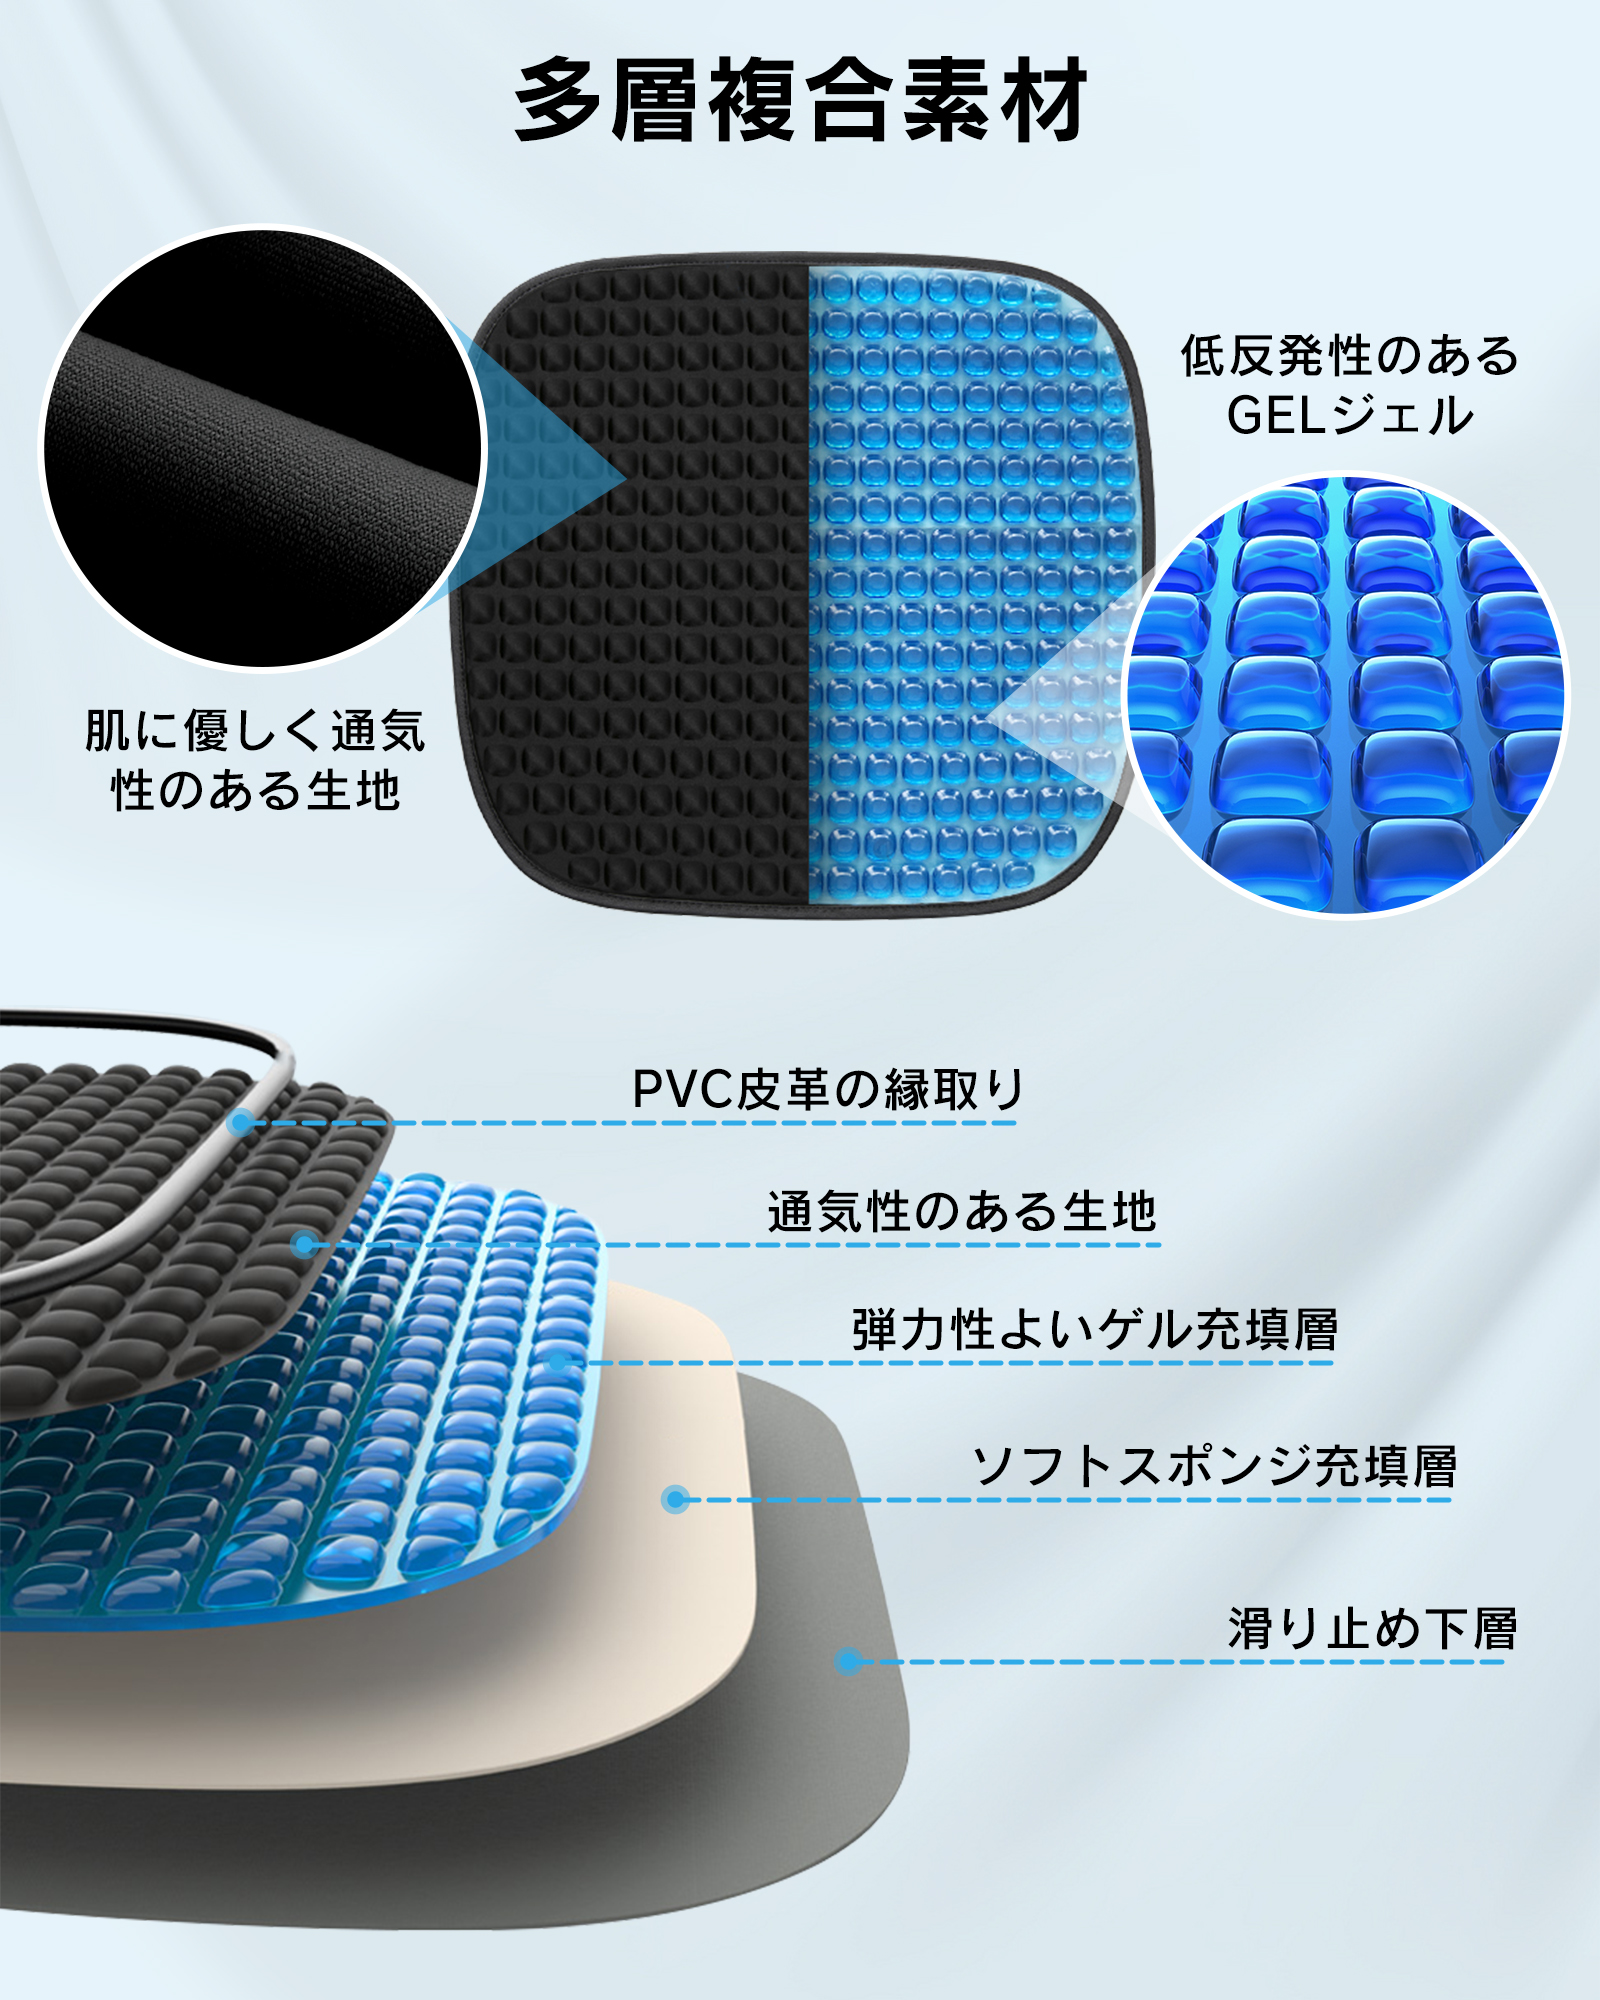 多層複合素材
低反発性のある
GELジェル
肌に優しく通気
性のある生地
PVC皮革の縁取り
通気性のある生地
弾力性よいゲル充填層
ソフトスポンジ充填層
滑り止め下層